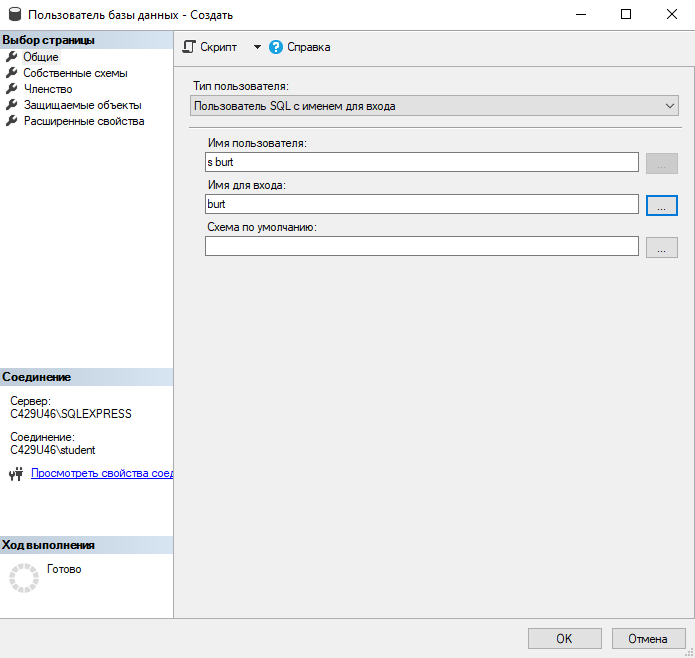 Пользователь базы данных - Создать
Выбор страницы
Общие
Собственные схемы
Членство
Защищаемые объекты
Расширенные свойства
Скрипт
Справка
Тип пользователя:
Пользователь SQL с именем для входа
Имя пользователя:
s burt
...
Имя для входа:
burt
...
Схема по умолчанию:
...
Соединение
Сервер:
C429U46\SQLEXPRESS
Соединение:
C429U46\student
Просмотреть свойства соед
Ход выполнения
Готово
OK
Отмена